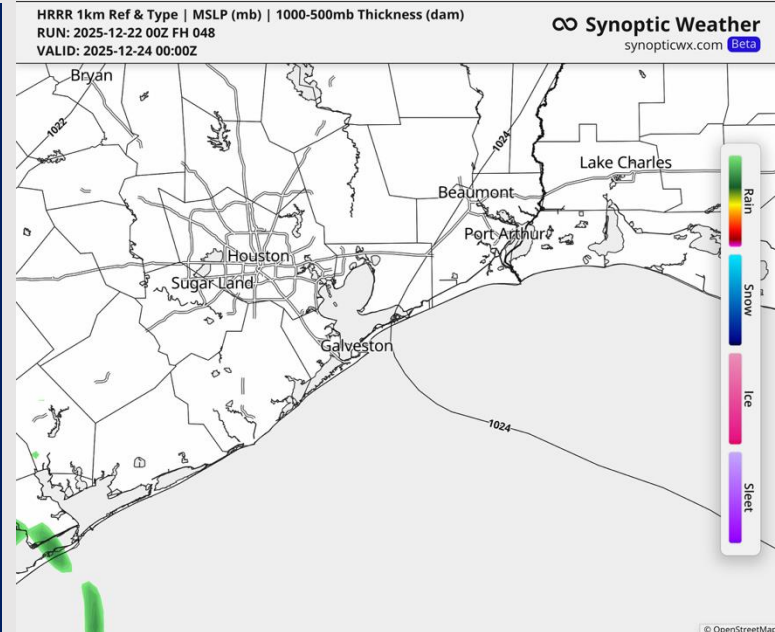 HRRR 1km Ref & Type | MSLP (mb) | 1000-500mb Thickness (dam)
RUN: 2025-12-22 00Z FH 048
VALID: 2025-12-24 00:00Z
Synoptic Weather
synopticwx.com Beta
Bryan
1022
1024
Lake Charles
Beaumont
Port Arthur
Houston
Sugar Land
Galveston
1024
Rain
Snow
Ice
Sleet
© OpenStreetMap